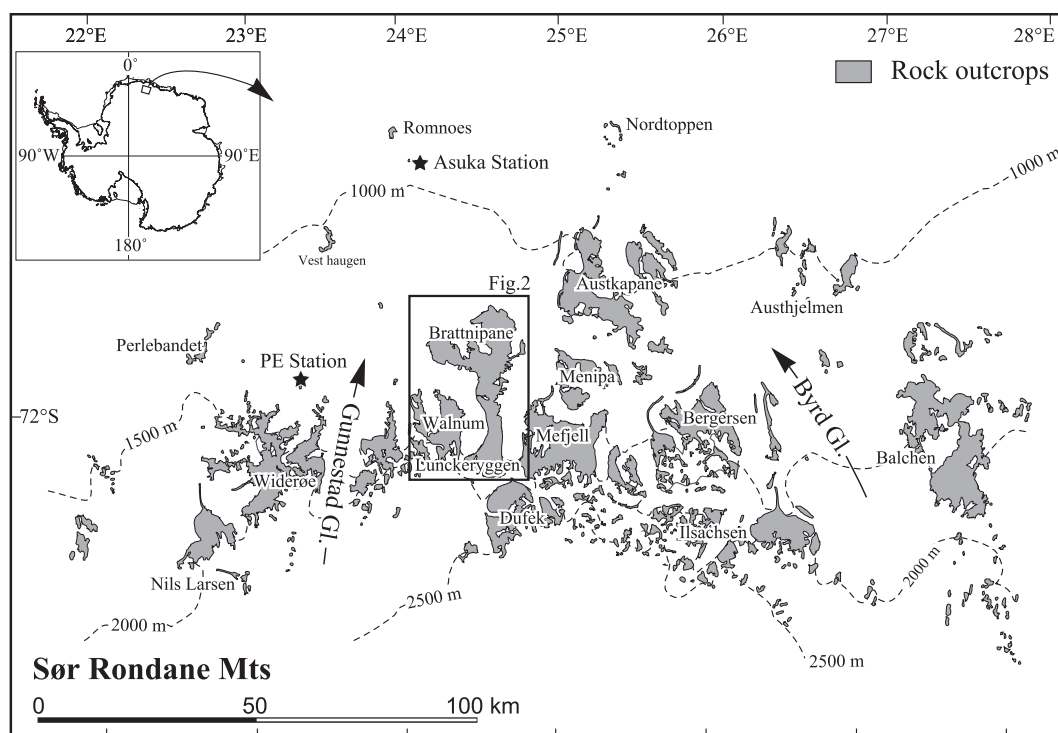 22°E 23°E 24°E 25°E 26°E 27°E 28°E
0°
90°W
90°E
180°
Rock outcrops
Romnoes
Nordtoppen
Asuka Station
1000 m
1000 m
Vest haugen
Fig.2
Austkapane
Austhjelmen
Perlebandet
Brattnipane
PE Station
Menipa
72°S
1500 m
Gunnestad Gl.
Walnum
Mefjell
Bergersen
Byrd Gl.
Balchen
Widerøe
Lunckeryggen
Dufek
Ilsachsen
Nils Larsen
2000 m
2500 m
2000 m
2500 m
Sør Rondane Mts
0 50 100 km